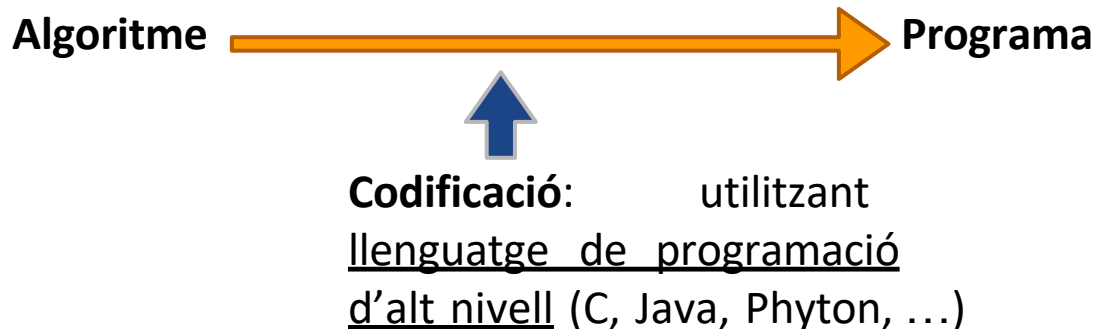 Algoritme Programa
Codificació: utilitzant
llenguatge de programació
d’alt nivell (C, Java, Phyton, …)